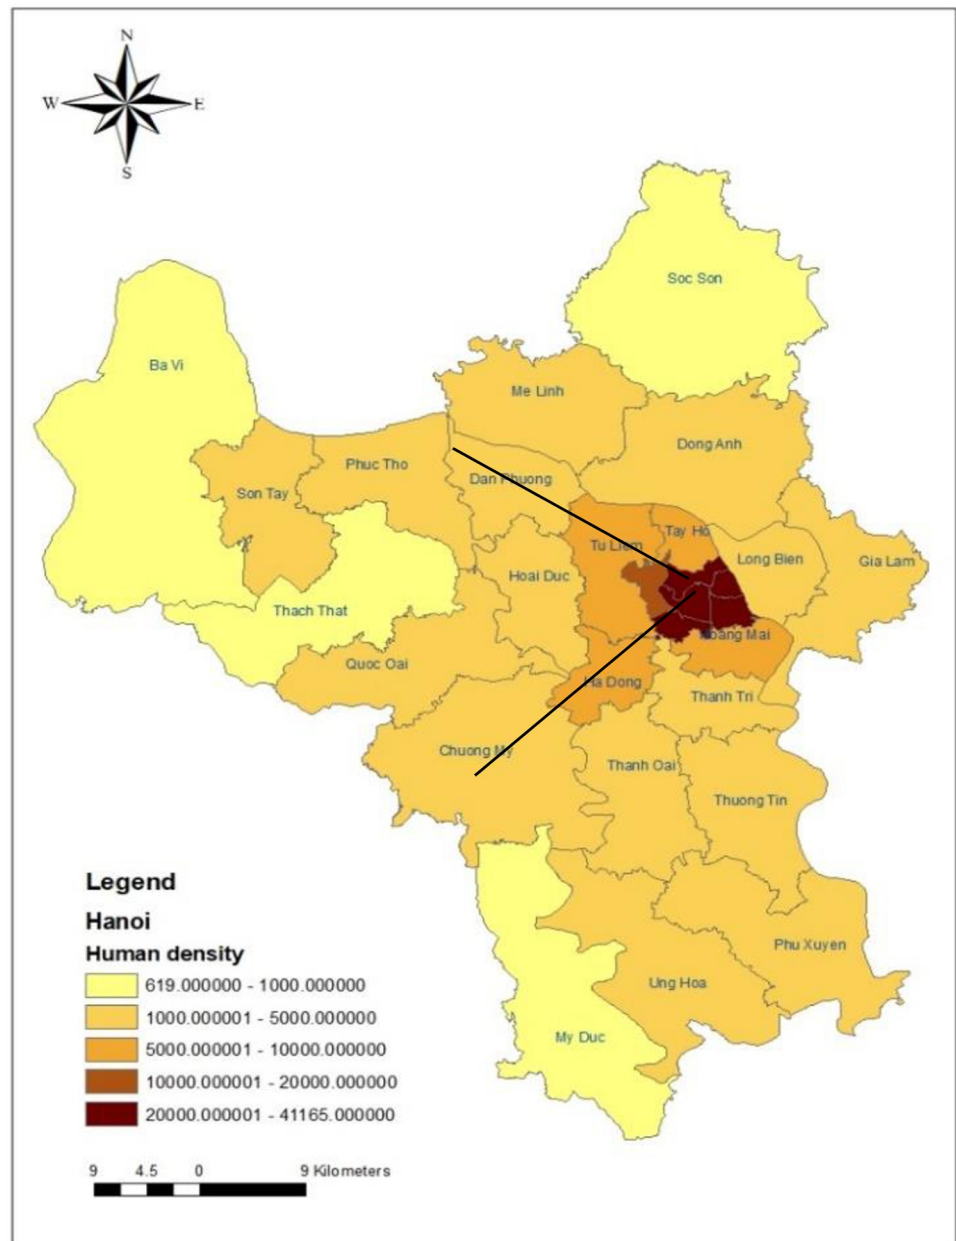 N
W E
S
Soc Son
Ba Vi
Me Linh
Dong Anh
Phuc Tho
Dan Phuong
Son Tay
Tay Ho
Tu Liem
Long Bien
Gia Lam
Hoai Duc
Thach That
Hoang Mai
Quoc Oai
Ha Dong
Thanh Tri
Chuong My
Thanh Oai
Thuong Tin
Phu Xuyen
Ung Hoa
My Duc
Legend
Hanoi
Human density
619.000000 - 1000.000000
1000.000001 - 5000.000000
5000.000001 - 10000.000000
10000.000001 - 20000.000000
20000.000001 - 41165.000000
9 4.5 0 9 Kilometers